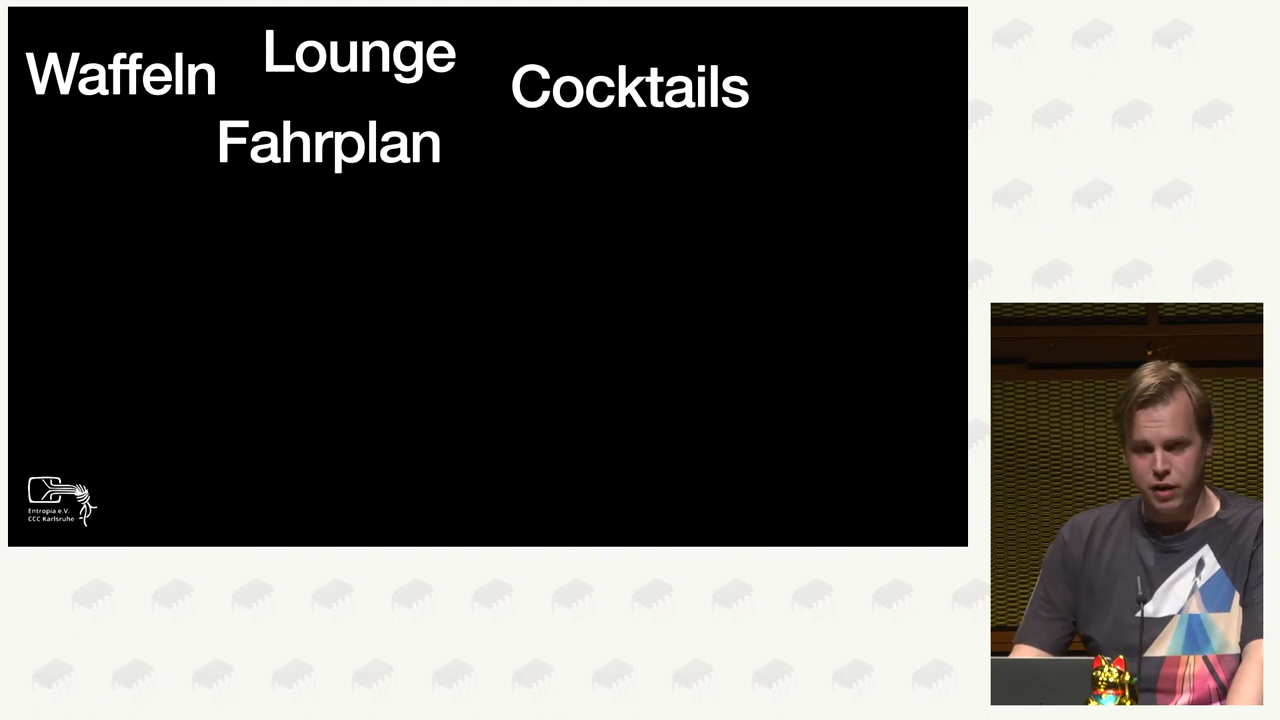 Waffeln
Lounge
Cocktails
Fahrplan
Entropia e.V.
CCC Karlsruhe